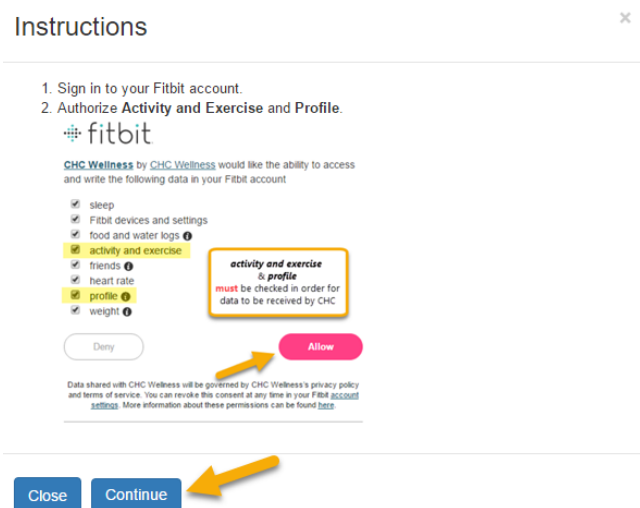 Instructions
×
1. Sign in to your Fitbit account.
2. Authorize Activity and Exercise and Profile.
fitbit
CHC Wellness by CHC Wellness would like the ability to access
and write the following data in your Fitbit account
sleep
Fitbit devices and settings
food and water logs
activity and exercise
friends
heart rate
profile
weight
activity and exercise
& profile
must be checked in order for
data to be received by CHC
Deny
Allow
Data shared with CHC Wellness will be governed by CHC Wellness's privacy policy
and terms of service. You can revoke this consent at any time in your Fitbit account
settings. More information about these permissions can be found here.
Close
Continue